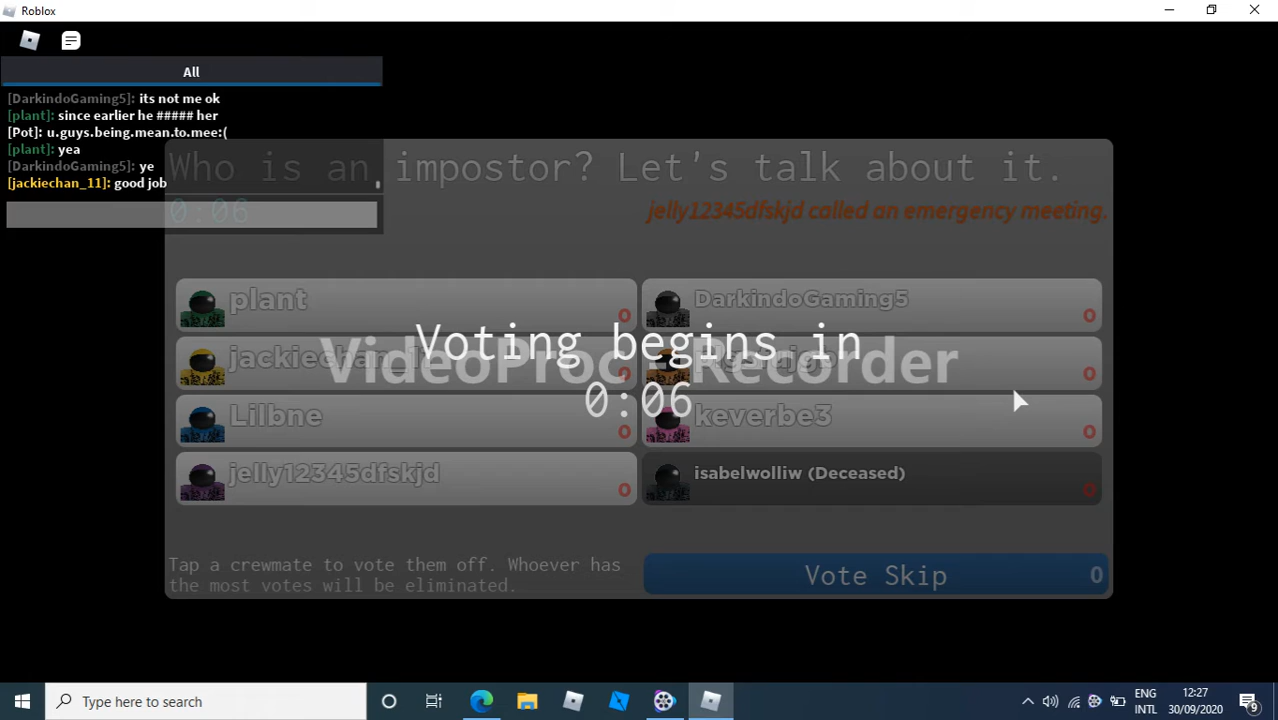 Roblox
All
[DarkindoGaming5]: its not me ok
[plant]: since earlier he ##### her
[Pot]: u.guys.being.mean.to.mee:(
[plant]: yea
[DarkindoGaming5]: ye
[jackiechan_11]: good job
Who is an impostor? Let's talk about it.
0:06
jelly12345dfskjd called an emergency meeting.
plant 0
DarkindoGaming5 0
jackiechan_11 0
0
Voting begins in
0:06
VideoProc Recorder
Lilbne 0
keverbe3 0
jelly12345dfskjd 0
isabelwolliw (Deceased) 0
Tap a crewmate to vote them off. Whoever has
the most votes will be eliminated.
Vote Skip 0
Type here to search
ENG
INTL
12:27
30/09/2020
9